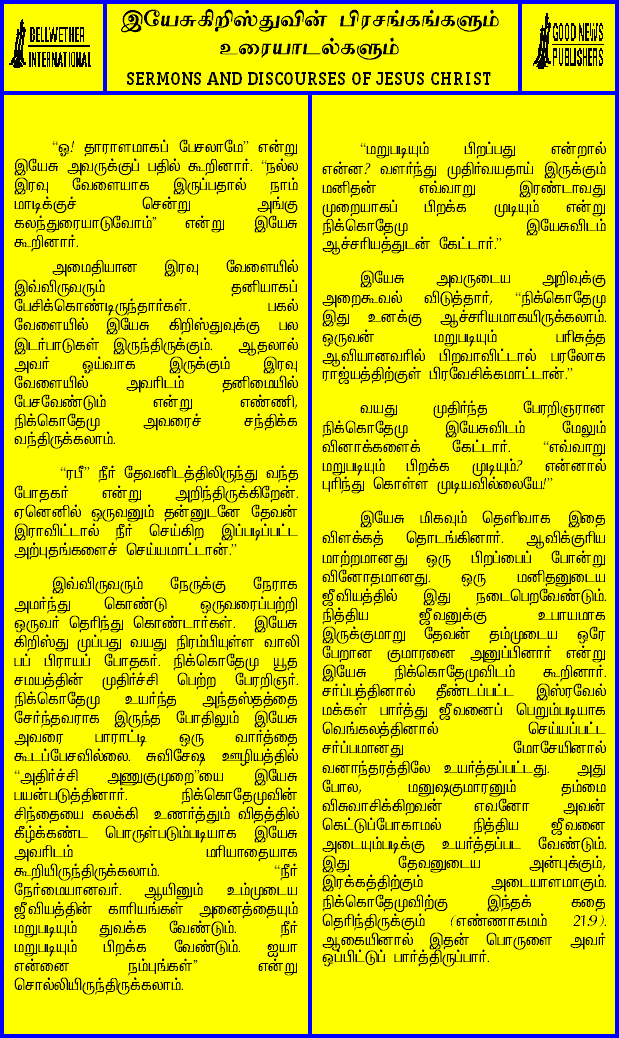 BELLWETHER
INTERNATIONAL
இயேசுகிறிஸ்துவின் பிரசங்கங்களும்
உரையாடல்களும்
SERMONS AND DISCOURSES OF JESUS CHRIST
GOOD NEWS
PUBLISHERS
“ஓ! தாராளமாகப் பேசலாமே” என்று
இயேசு அவருக்குப் பதில் கூறினார். “நல்ல
இரவு வேளையாக இருப்பதால் நாம்
மாடிக்குச் சென்று அங்கு
கலந்துரையாடுவோம்” என்று இயேசு
கூறினார்.
அமைதியான இரவு வேளையில்
இவ்விருவரும் தனியாகப்
பேசிக்கொண்டிருந்தார்கள். பகல்
வேளையில் இயேசு கிறிஸ்துவுக்கு பல
இடர்பாடுகள் இருந்திருக்கும். ஆதலால்
அவர் ஓய்வாக இருக்கும் இரவு
வேளையில் அவரிடம் தனிமையில்
பேசவேண்டும் என்று எண்ணி,
நிக்கொதேமு அவரைச் சந்திக்க
வந்திருக்கலாம்.
“ரபீ” நீர் தேவனிடத்திலிருந்து வந்த
போதகர் என்று அறிந்திருக்கிறேன்.
ஏனெனில் ஒருவனும் தன்னுடனே தேவன்
இராவிட்டால் நீர் செய்கிற இப்படிப்பட்ட
அற்புதங்களைச் செய்யமாட்டான்.”
இவ்விருவரும் நேருக்கு நேராக
அமர்ந்து கொண்டு ஒருவரைப்பற்றி
ஒருவர் தெரிந்து கொண்டார்கள். இயேசு
கிறிஸ்து முப்பது வயது நிரம்பியுள்ள வாலி
பப் பிராயப் போதகர். நிக்கொதேமு யூத
சமயத்தின் முதிர்ச்சி பெற்ற பேரறிஞர்.
நிக்கொதேமு உயர்ந்த அந்தஸ்தத்தை
சேர்ந்தவராக இருந்த போதிலும் இயேசு
அவரை பாராட்டி ஒரு வார்த்தை
கூடப்பேசவில்லை. சுவிசேஷ ஊழியத்தில்
“அதிர்ச்சி அணுகுமுறை”யை இயேசு
பயன்படுத்தினார். நிக்கொதேமுவின்
சிந்தையை கலக்கி உணர்த்தும் விதத்தில்
கீழ்க்கண்ட பொருள்படும்படியாக இயேசு
அவரிடம் மரியாதையாக
கூறியிருந்திருக்கலாம். “நீர்
நேர்மையானவர். ஆயினும் உம்முடைய
ஜீவியத்தின் காரியங்கள் அனைத்தையும்
மறுபடியும் துவக்க வேண்டும். நீர்
மறுபடியும் பிறக்க வேண்டும். ஐயா
என்னை நம்புங்கள்” என்று
சொல்லியிருந்திருக்கலாம்.
“மறுபடியும் பிறப்பது என்றால்
என்ன? வளர்ந்து முதிர்வயதாய் இருக்கும்
மனிதன் எவ்வாறு இரண்டாவது
முறையாகப் பிறக்க முடியும் என்று
நிக்கொதேமு இயேசுவிடம்
ஆச்சரியத்துடன் கேட்டார்.”
இயேசு அவருடைய அறிவுக்கு
அறைகூவல் விடுத்தார், “நிக்கொதேமு
இது உனக்கு ஆச்சரியமாகயிருக்கலாம்.
ஒருவன் மறுபடியும் பரிசுத்த
ஆவியானவரில் பிறவாவிட்டால் பரலோக
ராஜ்யத்திற்குள் பிரவேசிக்கமாட்டான்.”
வயது முதிர்ந்த பேரறிஞரான
நிக்கொதேமு இயேசுவிடம் மேலும்
வினாக்களைக் கேட்டார். “எவ்வாறு
மறுபடியும் பிறக்க முடியும்? என்னால்
புரிந்து கொள்ள முடியவில்லையே!”
இயேசு மிகவும் தெளிவாக இதை
விளக்கத் தொடங்கினார். ஆவிக்குரிய
மாற்றமானது ஒரு பிறப்பைப் போன்று
வினோதமானது. ஒரு மனிதனுடைய
ஜீவியத்தில் இது நடைபெறவேண்டும்.
நித்திய ஜீவனுக்கு உபாயமாக
இருக்குமாறு தேவன் தம்முடைய ஒரே
பேறான குமாரனை அனுப்பினார் என்று
இயேசு நிக்கொதேமுவிடம் கூறினார்.
சர்ப்பத்தினால் தீண்டப்பட்ட இஸ்ரவேல்
மக்கள் பார்த்து ஜீவனைப் பெறும்படியாக
வெங்கலத்தினால் செய்யப்பட்ட
சர்ப்பமானது மோசேயினால்
வனாந்தரத்திலே உயர்த்தப்பட்டது. அது
போல, மனுஷகுமாரனும் தம்மை
விசுவாசிக்கிறவன் எவனோ அவன்
கெட்டுப்போகாமல் நித்திய ஜீவனை
அடையும்படிக்கு உயர்த்தப்பட வேண்டும்.
இது தேவனுடைய அன்புக்கும்,
இரக்கத்திற்கும் அடையாளமாகும்.
நிக்கொதேமுவிற்கு இந்தக் கதை
தெரிந்திருக்கும் (எண்ணாகமம் 21.9).
ஆகையினால் இதன் பொருளை அவர்
ஒப்பிட்டுப் பார்த்திருப்பார்.